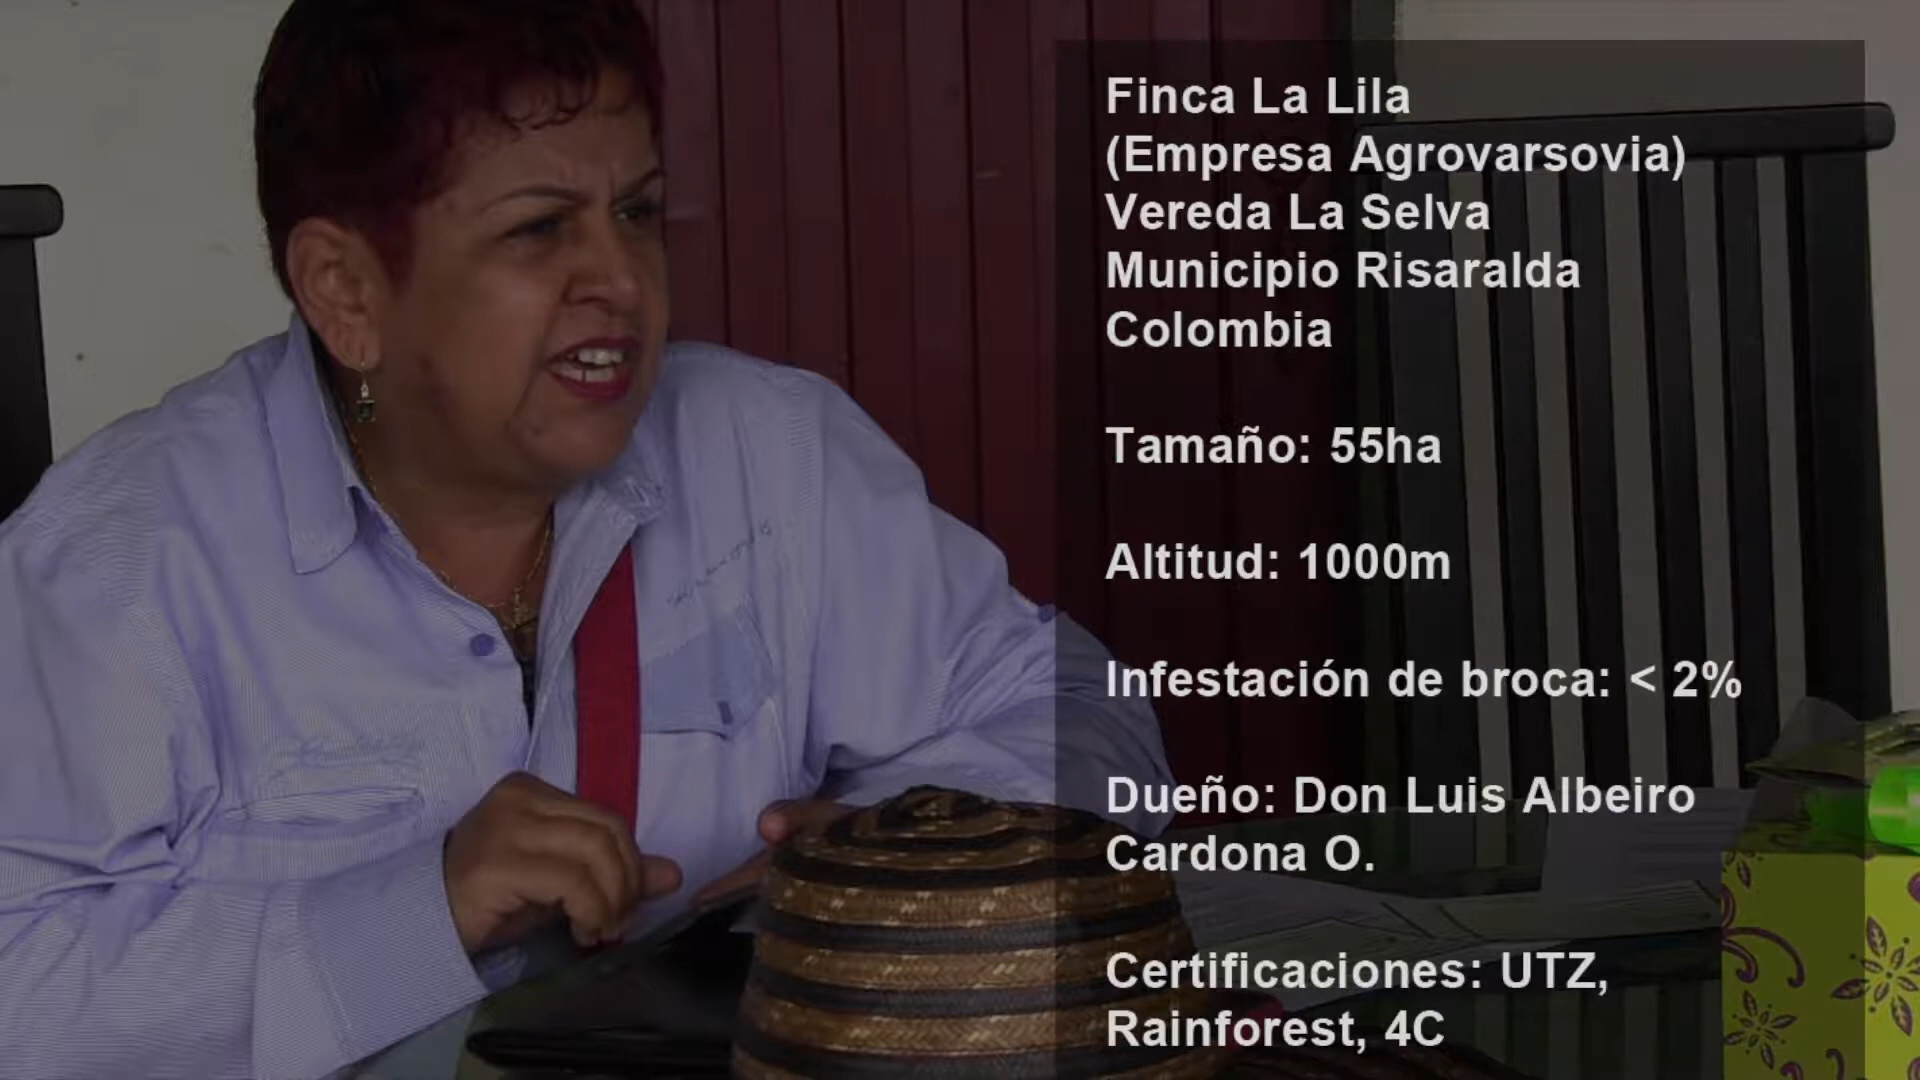 Finca La Lila
(Empresa Agrovarsovia)
Vereda La Selva
Municipio Risaralda
Colombia
Tamaño: 55ha
Altitud: 1000m
Infestación de broca: < 2%
Dueño: Don Luis Albeiro
Cardona O.
Certificaciones: UTZ,
Rainforest, 4C